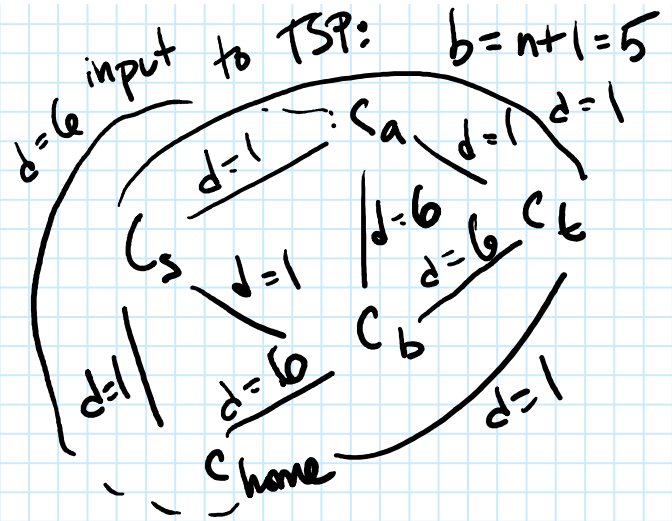 input to TSP: b = n+1 = 5
d=6
d=1
Ca
d=1
d=1
d=6
Ct
Cs
d=1
d=6
Cb
d=1
d=6
d=1
Chome